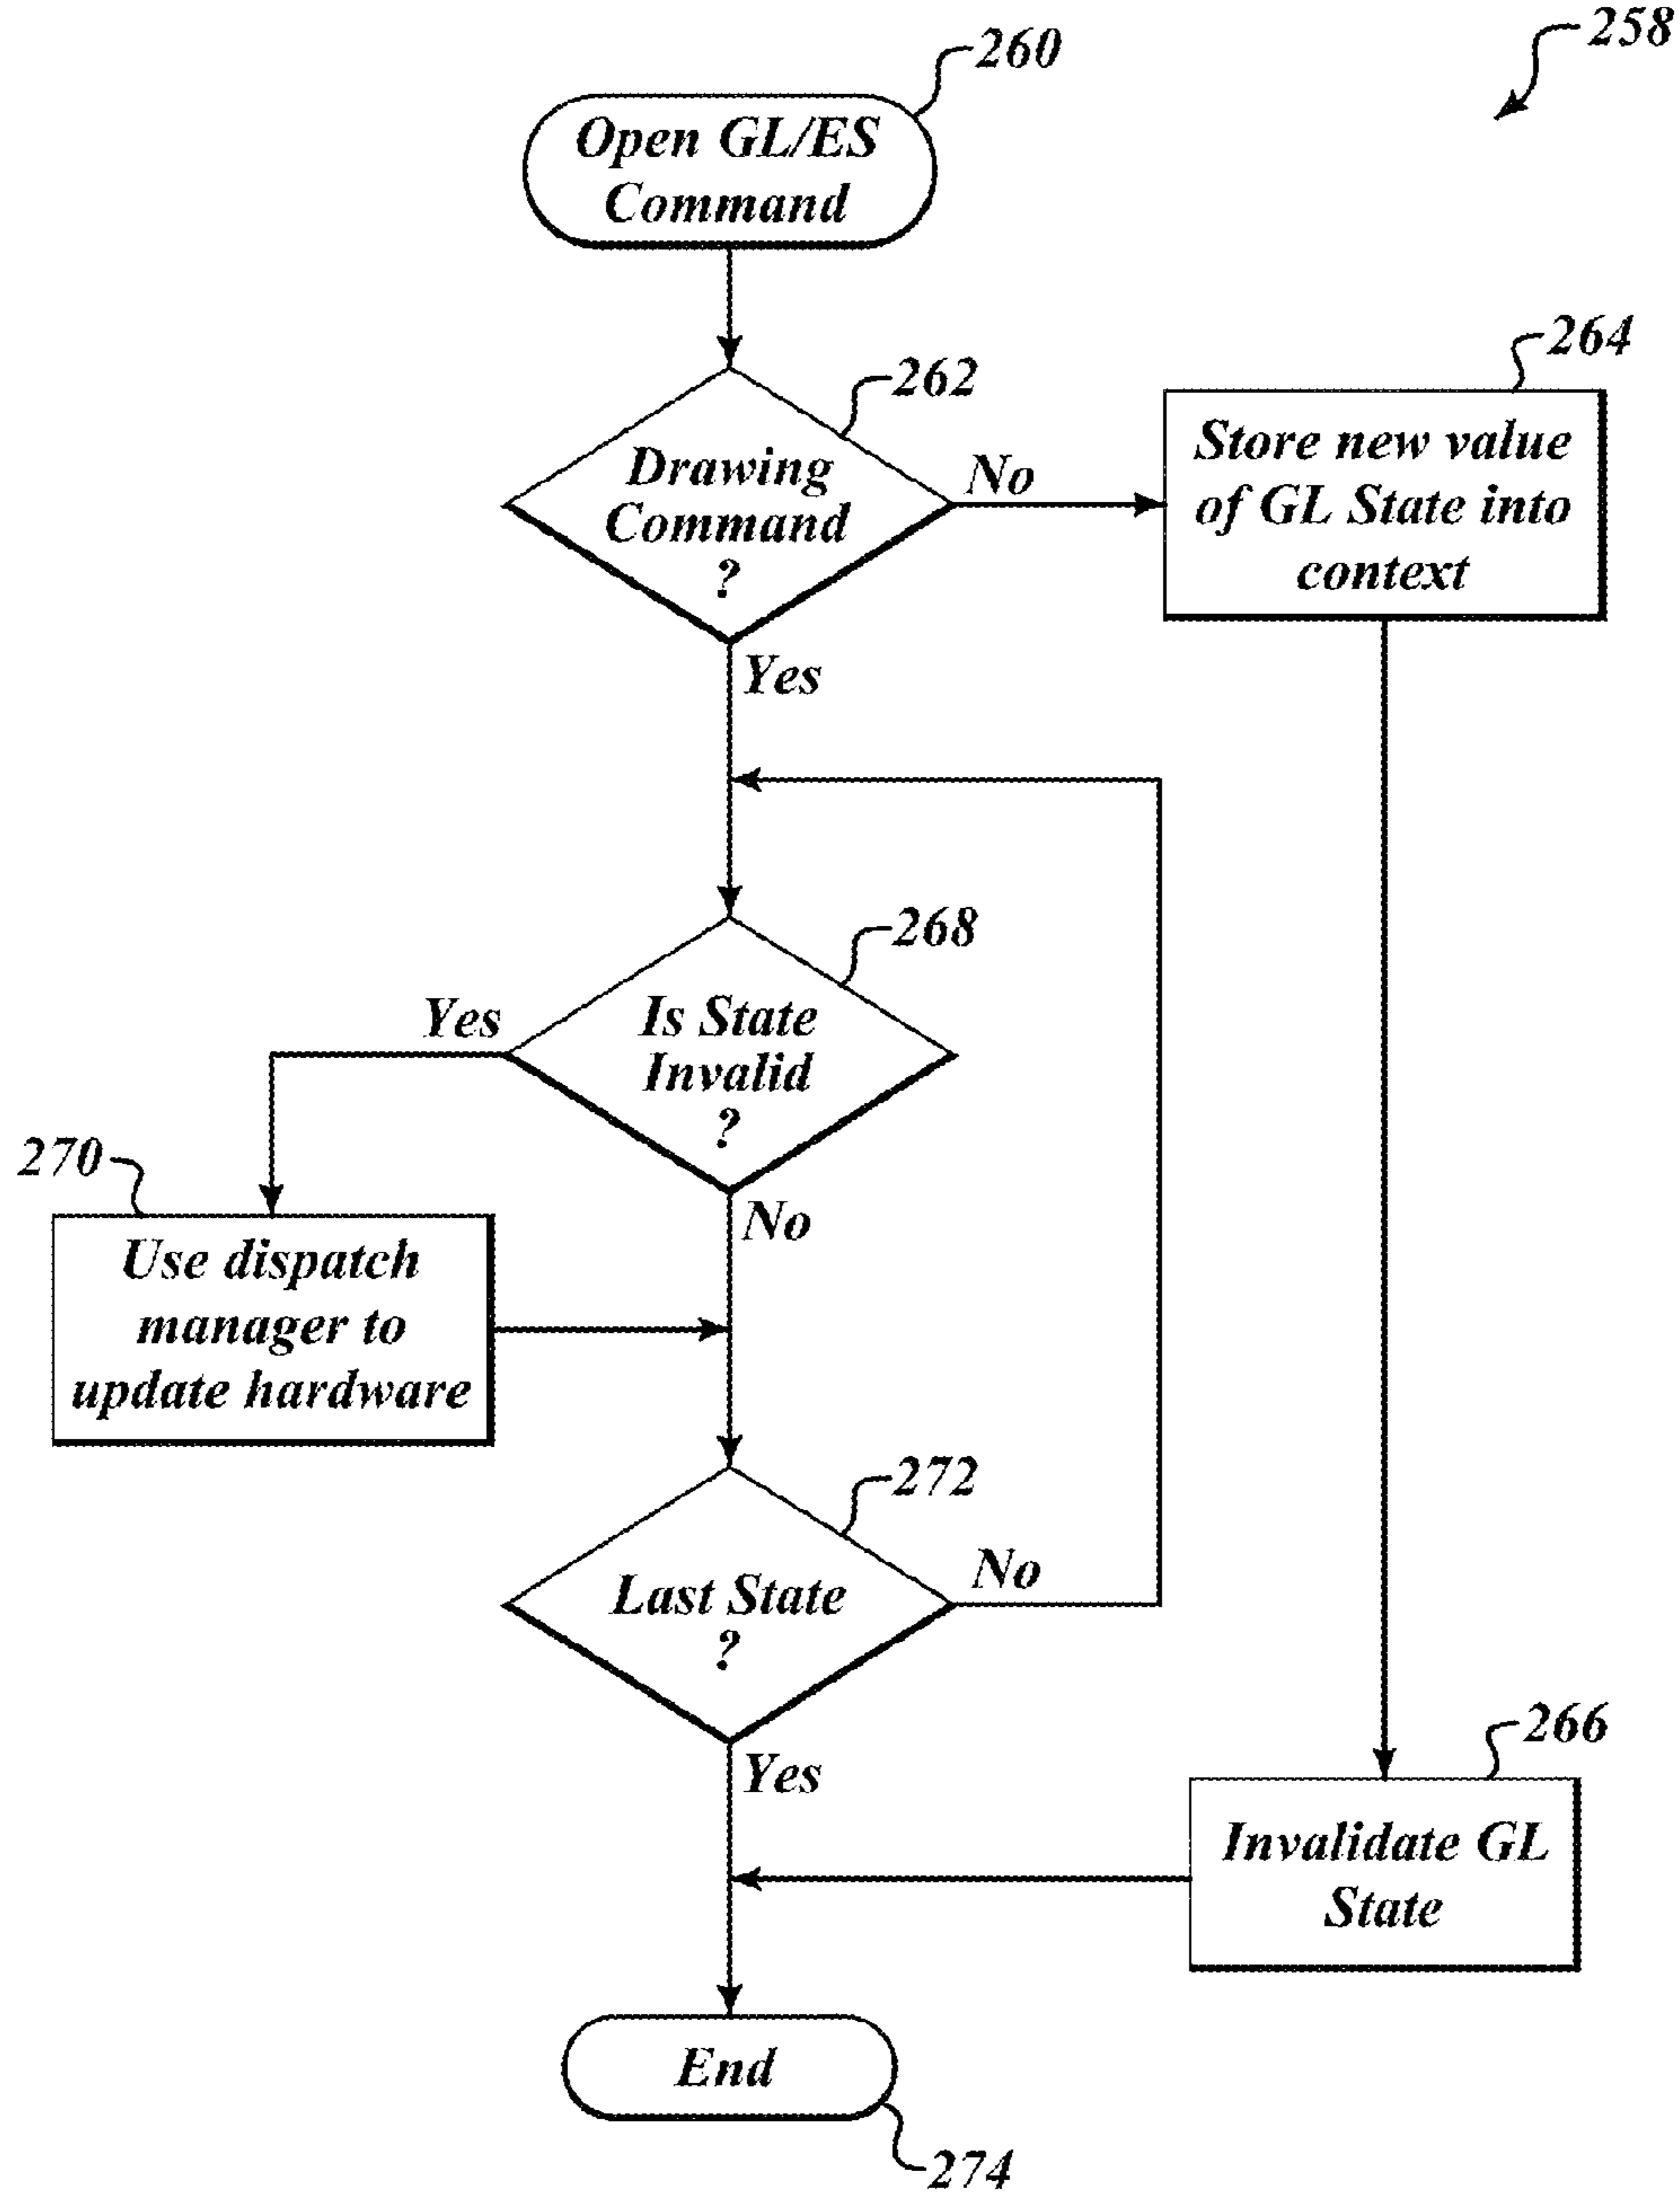 258
260
Open GL/ES
Command
262
Drawing
Command
?
No
Yes
264
Store new value
of GL State into
context
268
Is State
Invalid
?
Yes
No
270
Use dispatch
manager to
update hardware
272
Last State
?
No
Yes
266
Invalidate GL
State
End
274